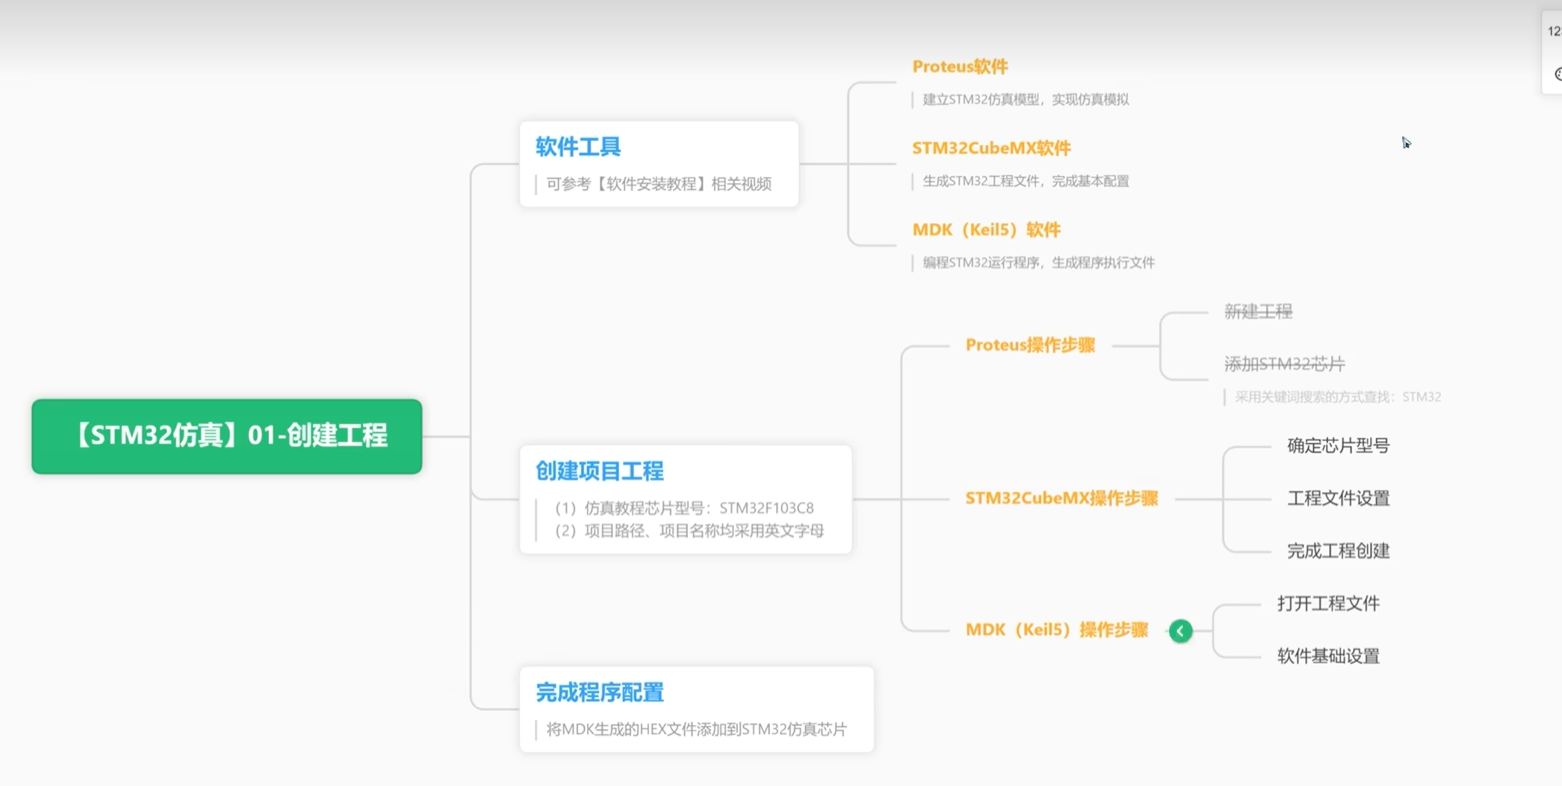 【STM32仿真】01-创建工程
软件工具
可参考【软件安装教程】相关视频
Proteus软件
建立STM32仿真模型，实现仿真模拟
STM32CubeMX软件
生成STM32工程文件，完成基本配置
MDK（Keil5）软件
编程STM32运行程序，生成程序执行文件
创建项目工程
（1）仿真教程芯片型号：STM32F103C8
（2）项目路径、项目名称均采用英文字母
Proteus操作步骤
新建工程
添加STM32芯片
采用关键词搜索的方式查找：STM32
STM32CubeMX操作步骤
确定芯片型号
工程文件设置
完成工程创建
MDK（Keil5）操作步骤
打开工程文件
软件基础设置
完成程序配置
将MDK生成的HEX文件添加到STM32仿真芯片